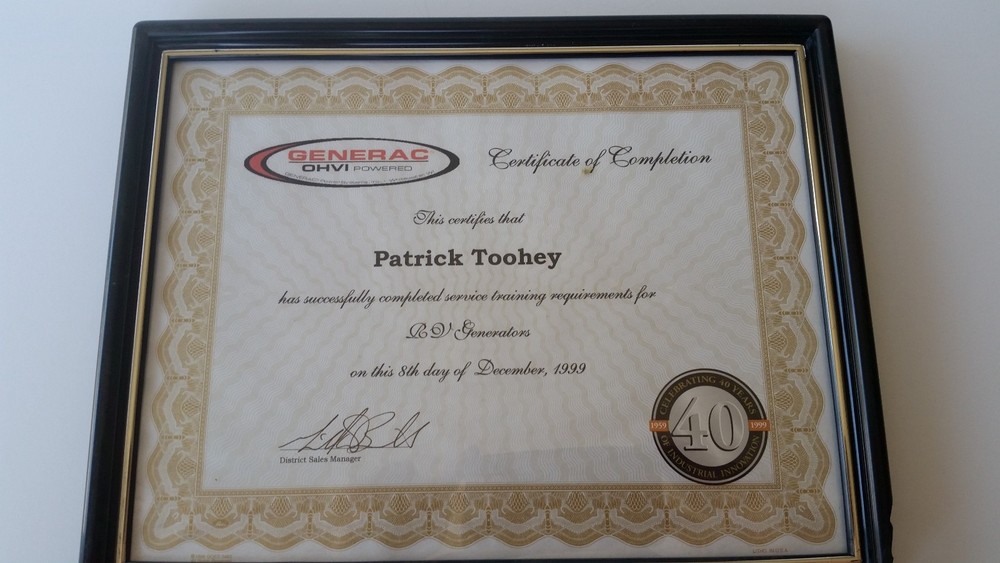 GENERAC
OHVI POWERED
Certificate of Completion
This certifies that
Patrick Toohey
has successfully completed service training requirements for
RV Generators
on this 8th day of December, 1999
District Sales Manager
CELEBRATING 40 YEARS
1959 40 1999
OF INDUSTRIAL INNOVATION